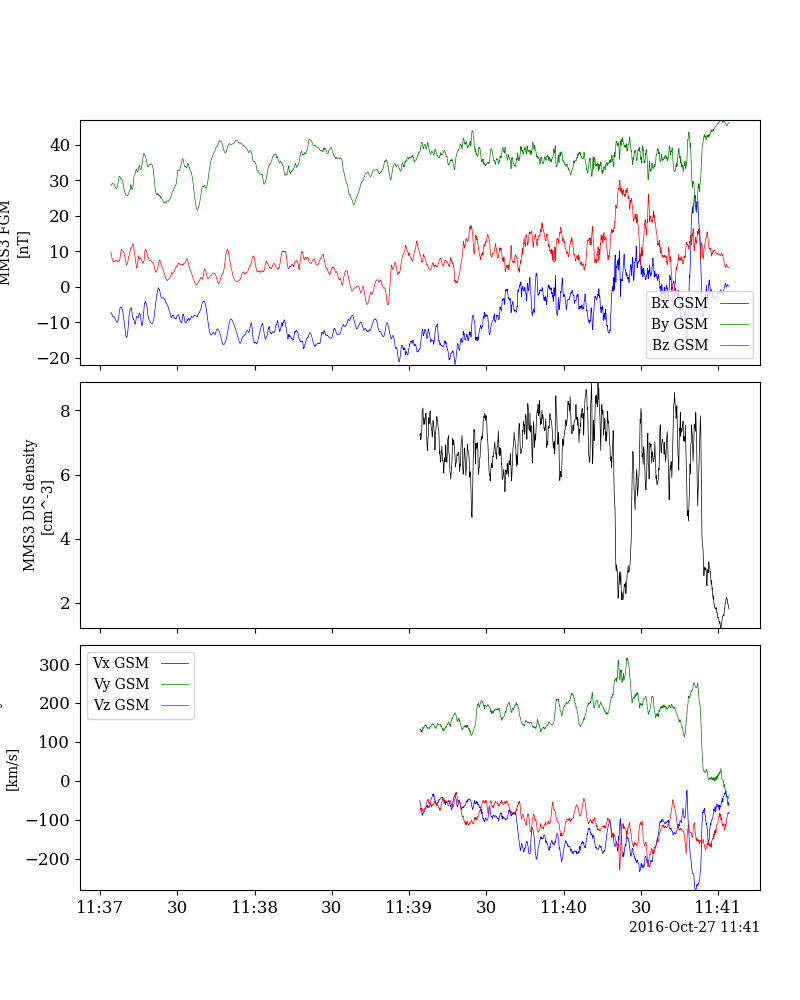 MMS3 FGM
[nT]
40
30
20
10
0
−10
−20
Bx GSM
By GSM
Bz GSM
MMS3 DIS density
[cm^-3]
8
6
4
2
[km/s]
300
200
100
0
−100
−200
Vx GSM
Vy GSM
Vz GSM
11:37 30 11:38 30 11:39 30 11:40 30 11:41
2016-Oct-27 11:41